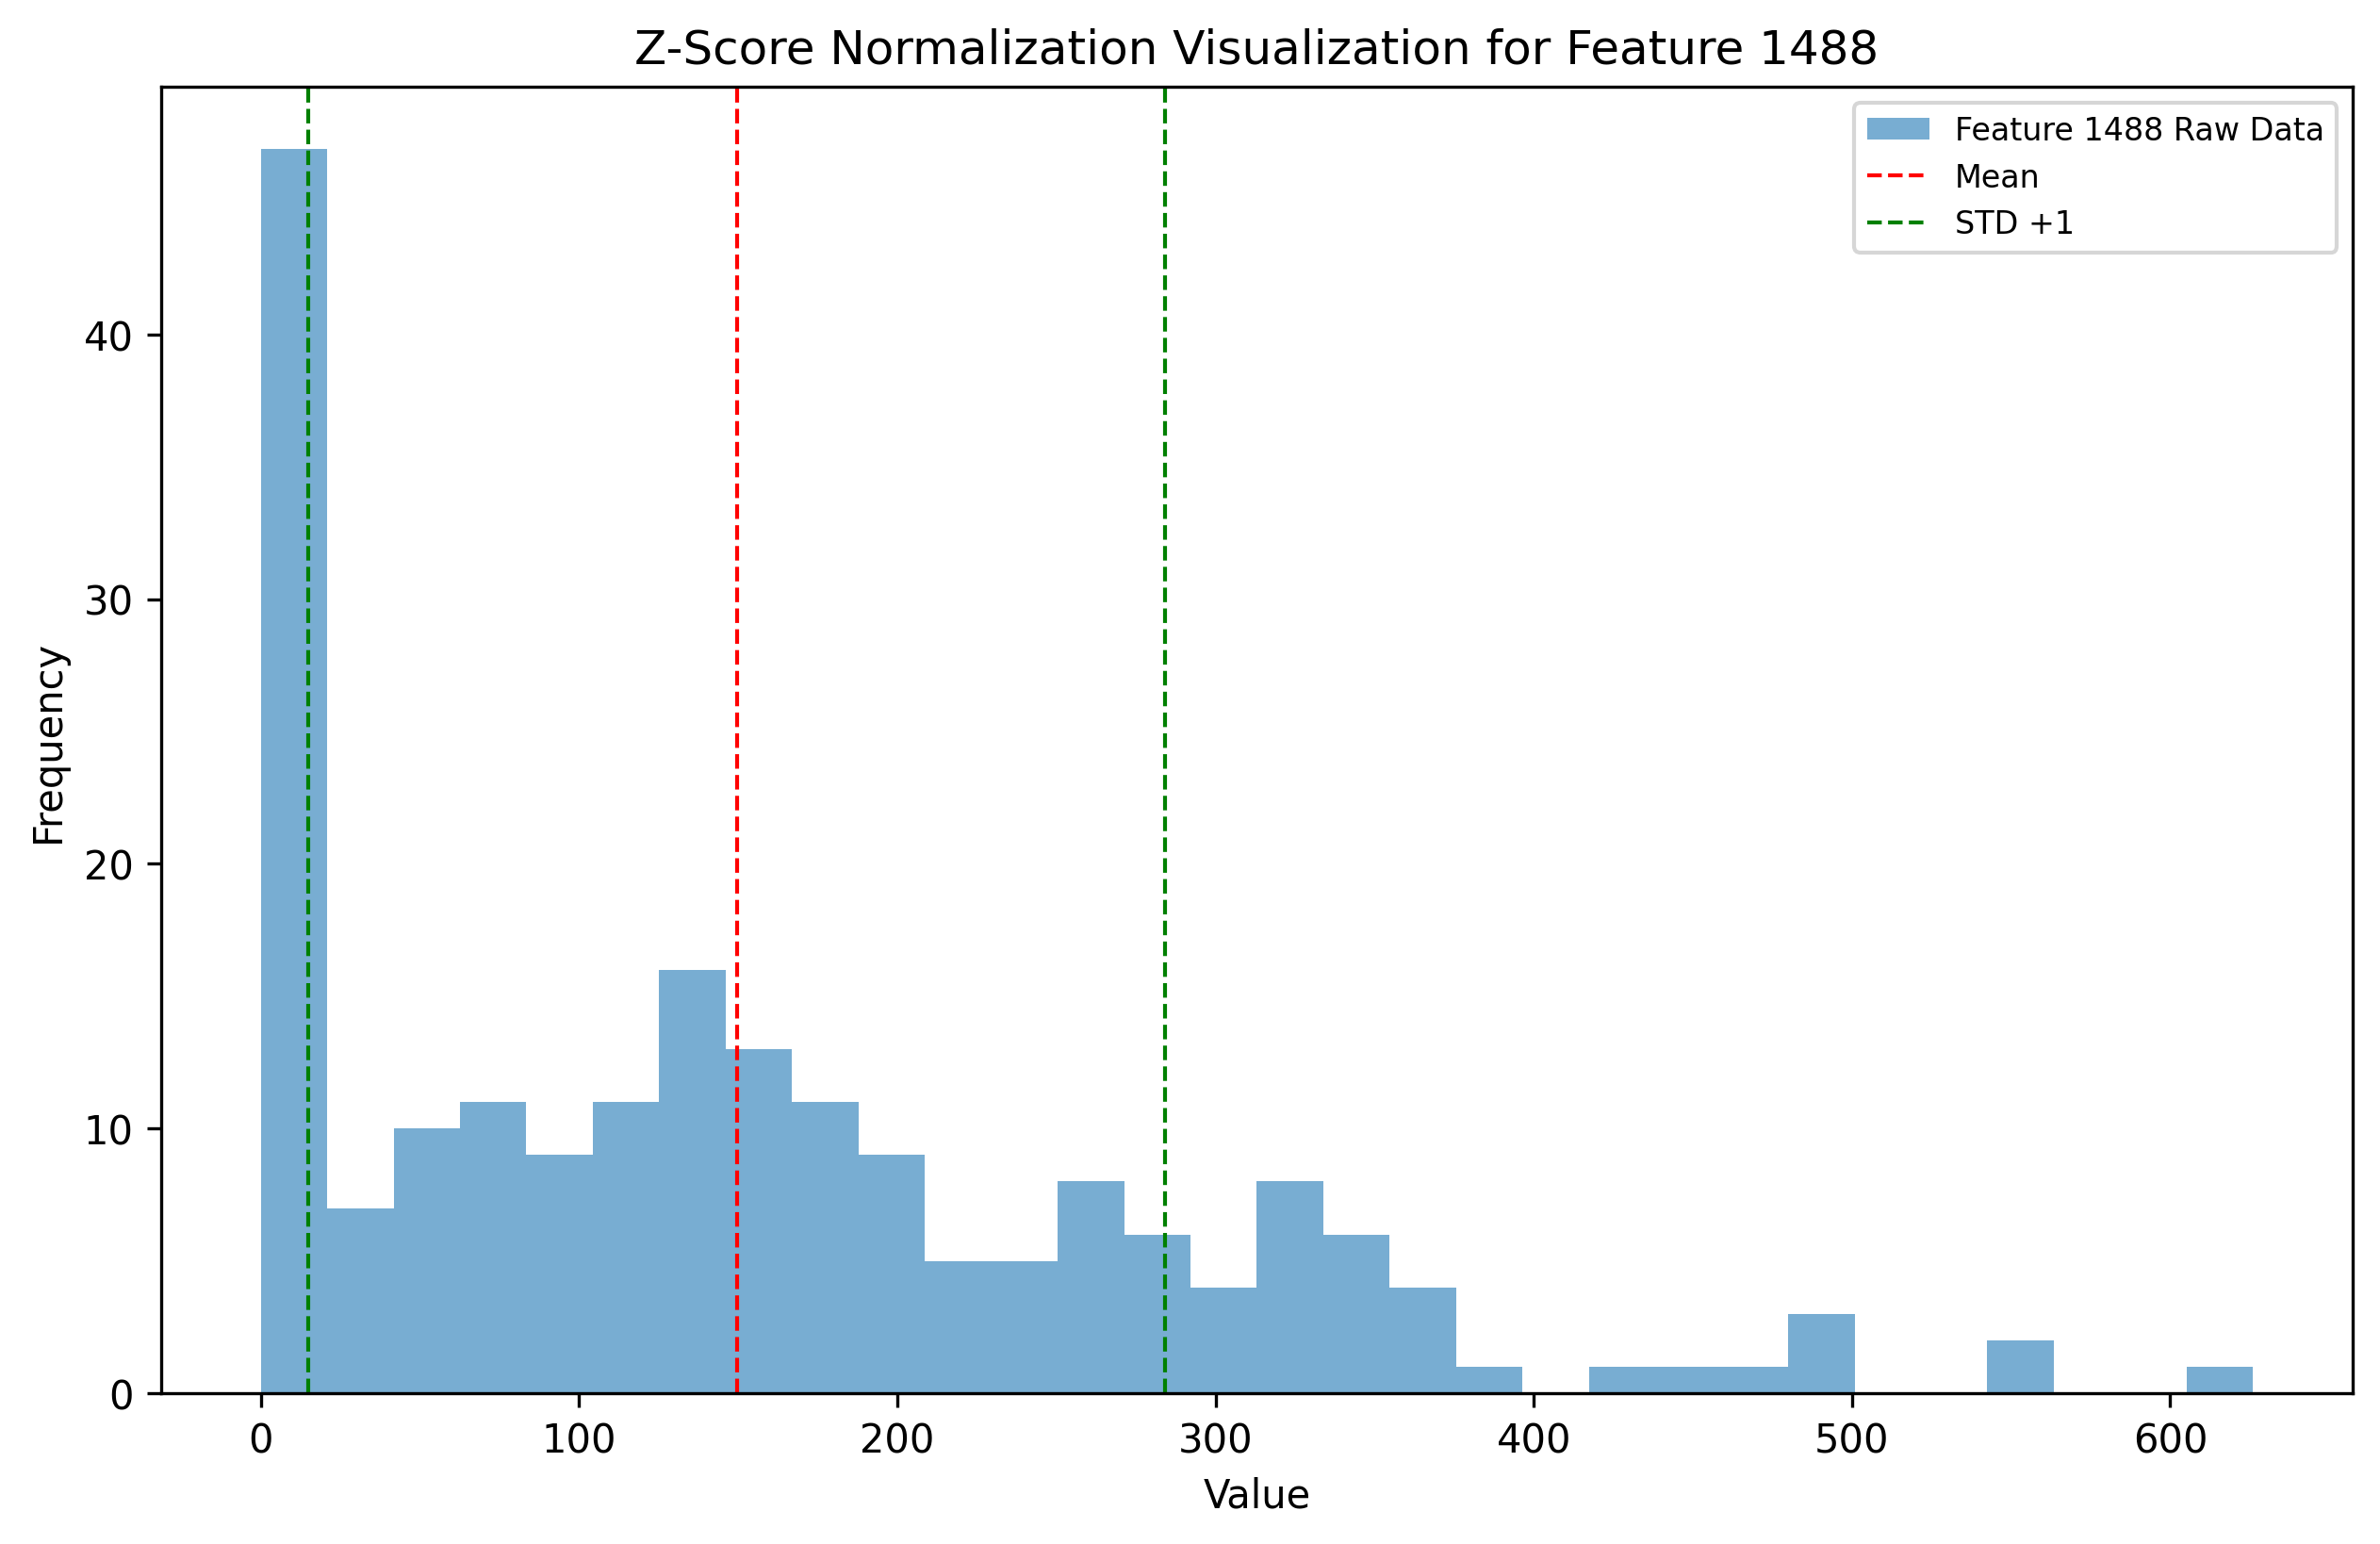 Z-Score Normalization Visualization for Feature 1488
Feature 1488 Raw Data
Mean
STD +1
Frequency
40
30
20
10
0
0 100 200 300 400 500 600
Value